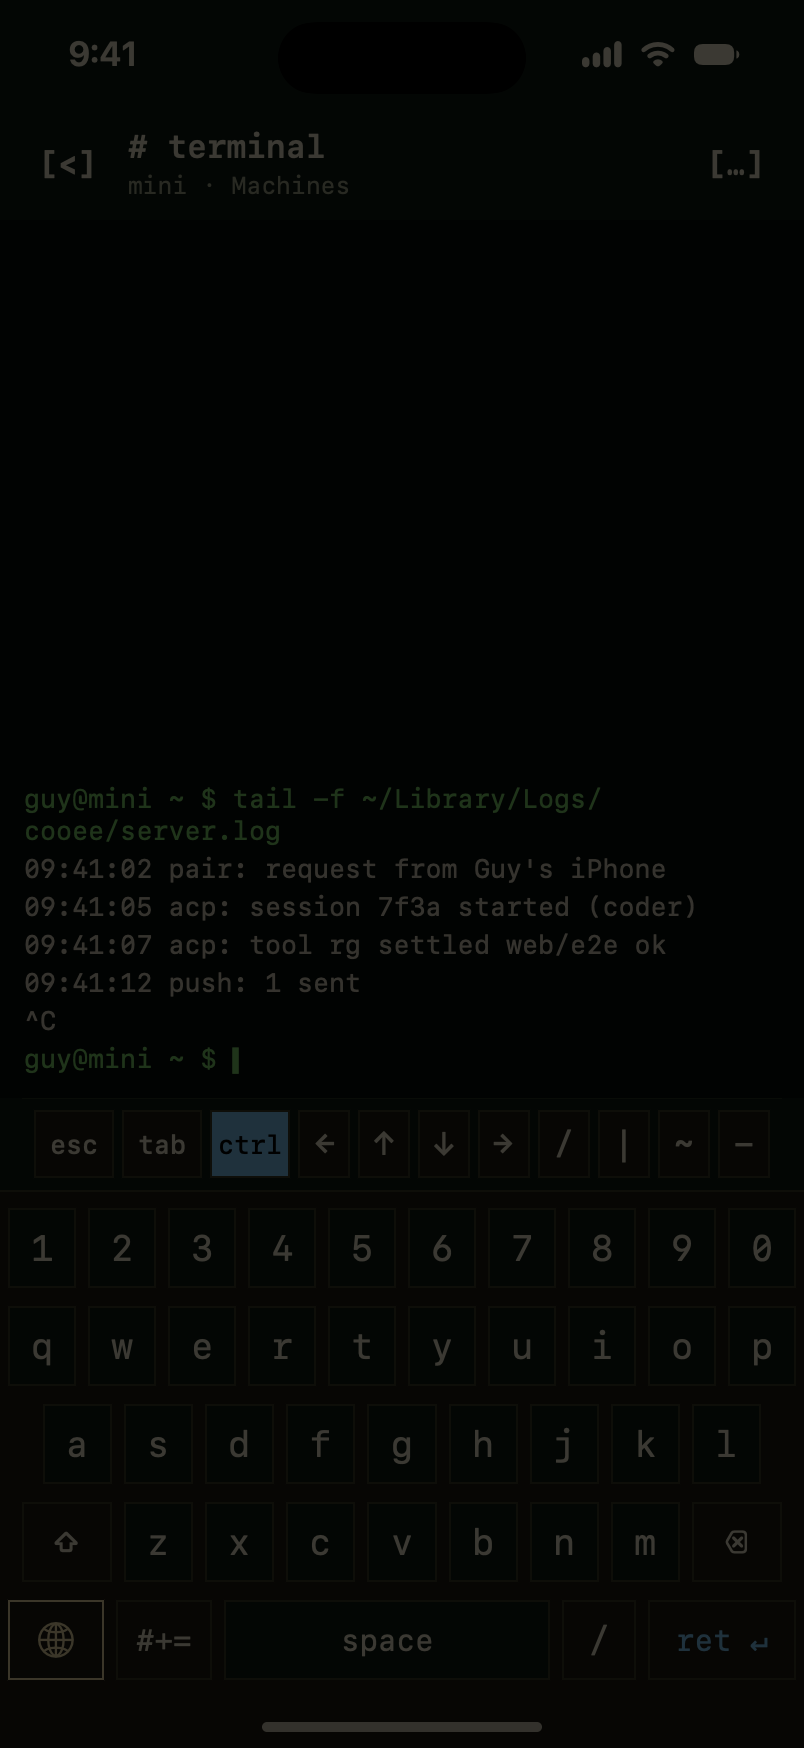 9:41
[<] # terminal […]
mini · Machines
guy@mini ~ $ tail -f ~/Library/Logs/
cooee/server.log
09:41:02 pair: request from Guy's iPhone
09:41:05 acp: session 7f3a started (coder)
09:41:07 acp: tool rg settled web/e2e ok
09:41:12 push: 1 sent
^C
guy@mini ~ $
esc tab ctrl ← ↑ ↓ → / | ~ –
1 2 3 4 5 6 7 8 9 0
q w e r t y u i o p
a s d f g h j k l
z x c v b n m
#+= space / ret ↵